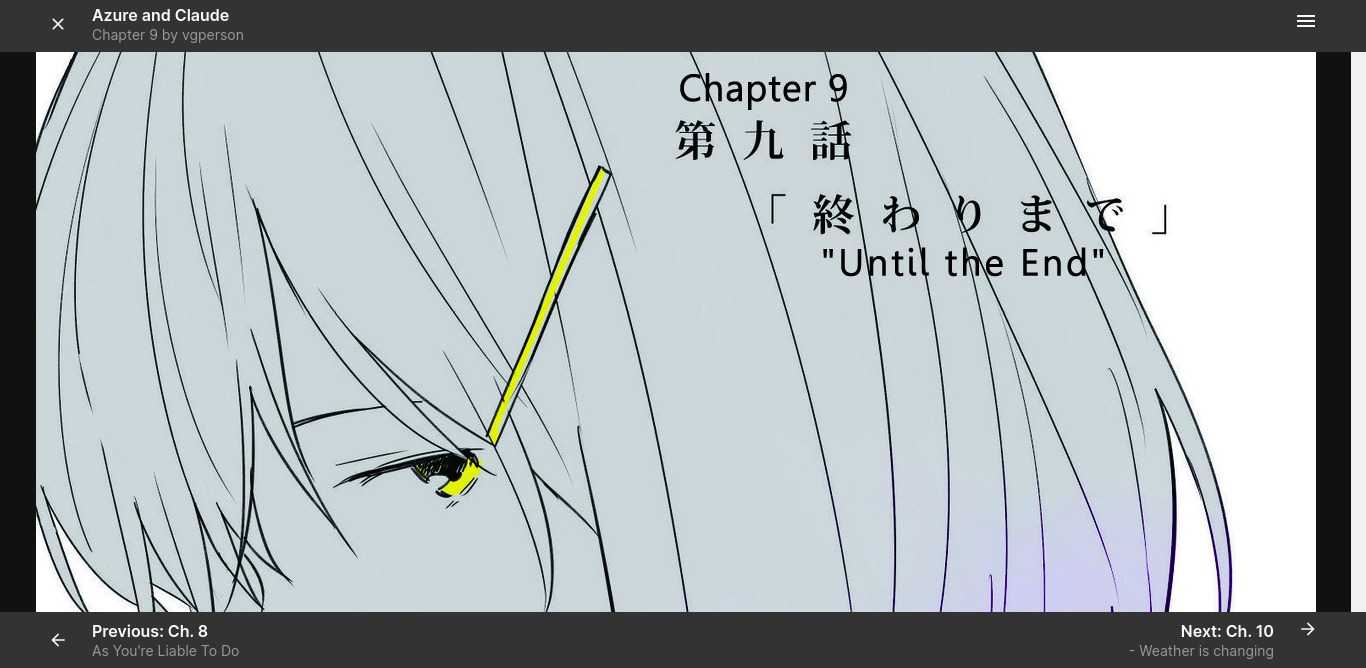 Azure and Claude
Chapter 9 by vgperson
Chapter 9
第九話
「終わりまで」
"Until the End"
Previous: Ch. 8
As You're Liable To Do
Next: Ch. 10
- Weather is changing